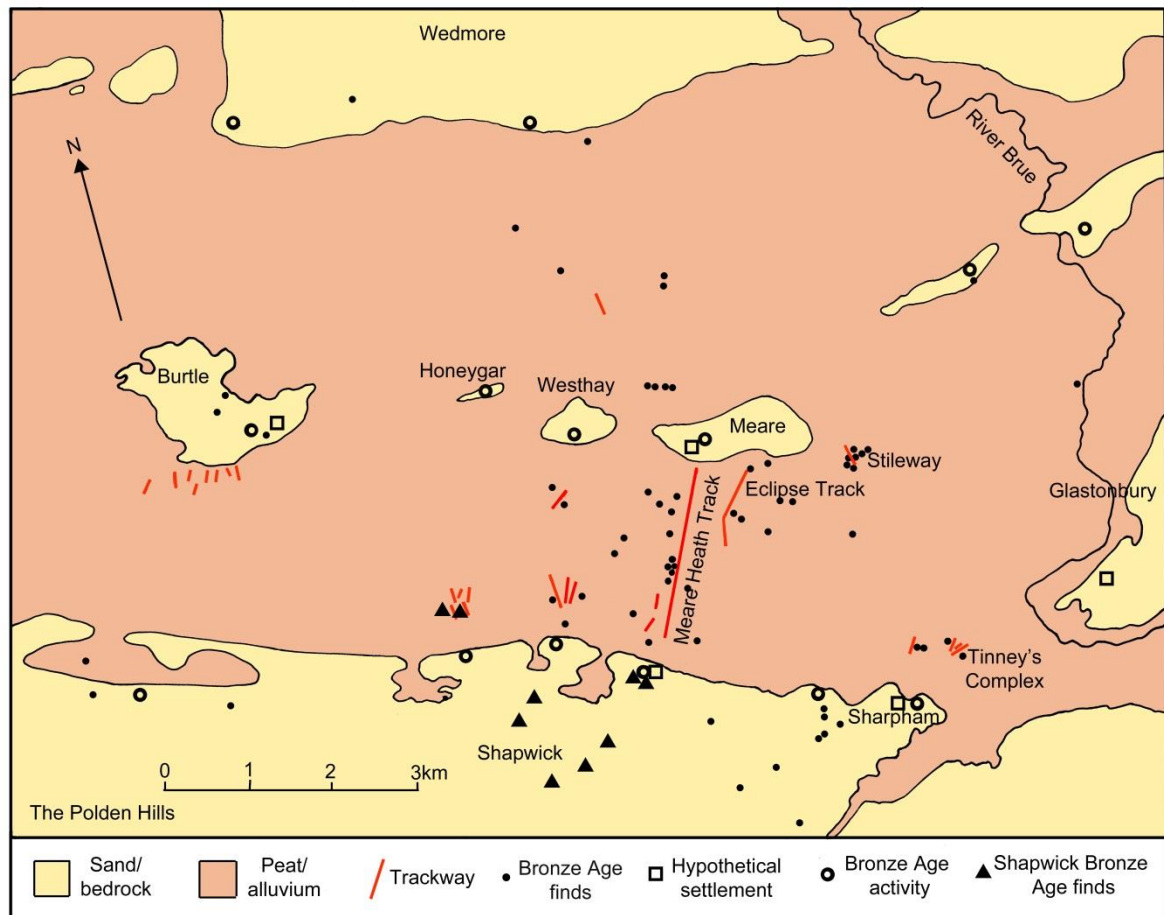 Wedmore
N
River Brue
Burtle
Honeygar
Westhay
Meare
Stileway
Eclipse Track
Meare Heath Track
Glastonbury
Tinney's
Complex
Sharpham
Shapwick
0 1 2 3km
The Polden Hills
Sand/
bedrock
Peat/
alluvium
Trackway
Bronze Age
finds
Hypothetical
settlement
Bronze Age
activity
Shapwick Bronze
Age finds